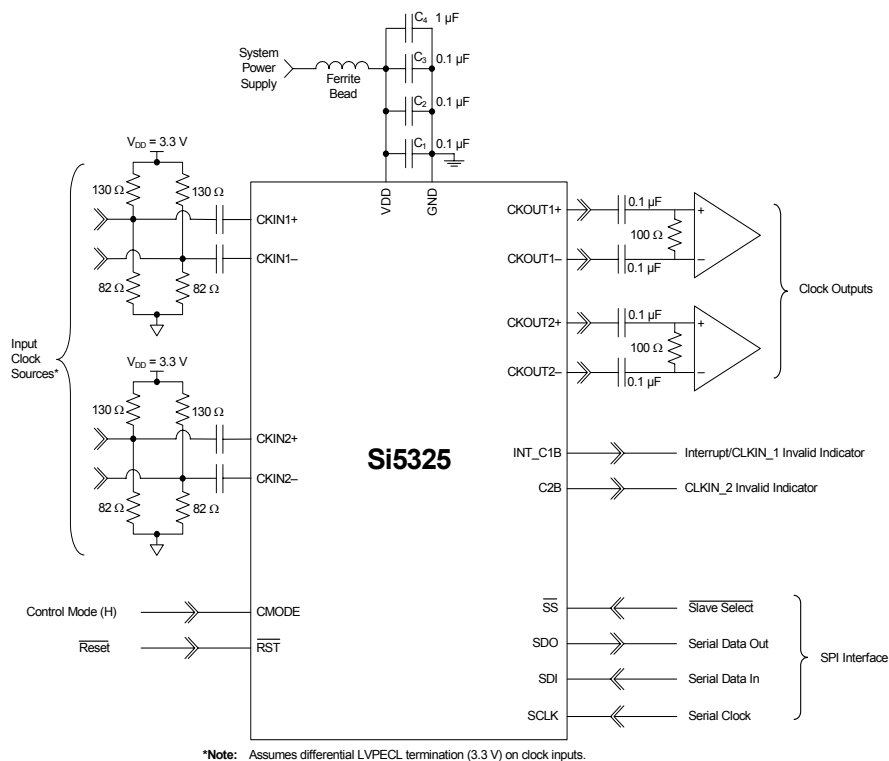 C4 1 µF
System
Power
Supply
Ferrite
Bead
C3 0.1 µF
C2 0.1 µF
C1 0.1 µF
VDD = 3.3 V
130 Ω 130 Ω
VDD GND
CKIN1+
CKIN1–
82 Ω 82 Ω
Input
Clock
Sources*
VDD = 3.3 V
130 Ω 130 Ω
CKIN2+
CKIN2–
82 Ω 82 Ω
Control Mode (H) CMODE
Reset RST
Si5325
CKOUT1+ 0.1 µF +
100 Ω
CKOUT1– 0.1 µF –
Clock Outputs
CKOUT2+ 0.1 µF +
100 Ω
CKOUT2– 0.1 µF –
INT_C1B Interrupt/CLKIN_1 Invalid Indicator
C2B CLKIN_2 Invalid Indicator
SS Slave Select
SDO Serial Data Out
SPI Interface
SDI Serial Data In
SCLK Serial Clock
*Note: Assumes differential LVPECL termination (3.3 V) on clock inputs.